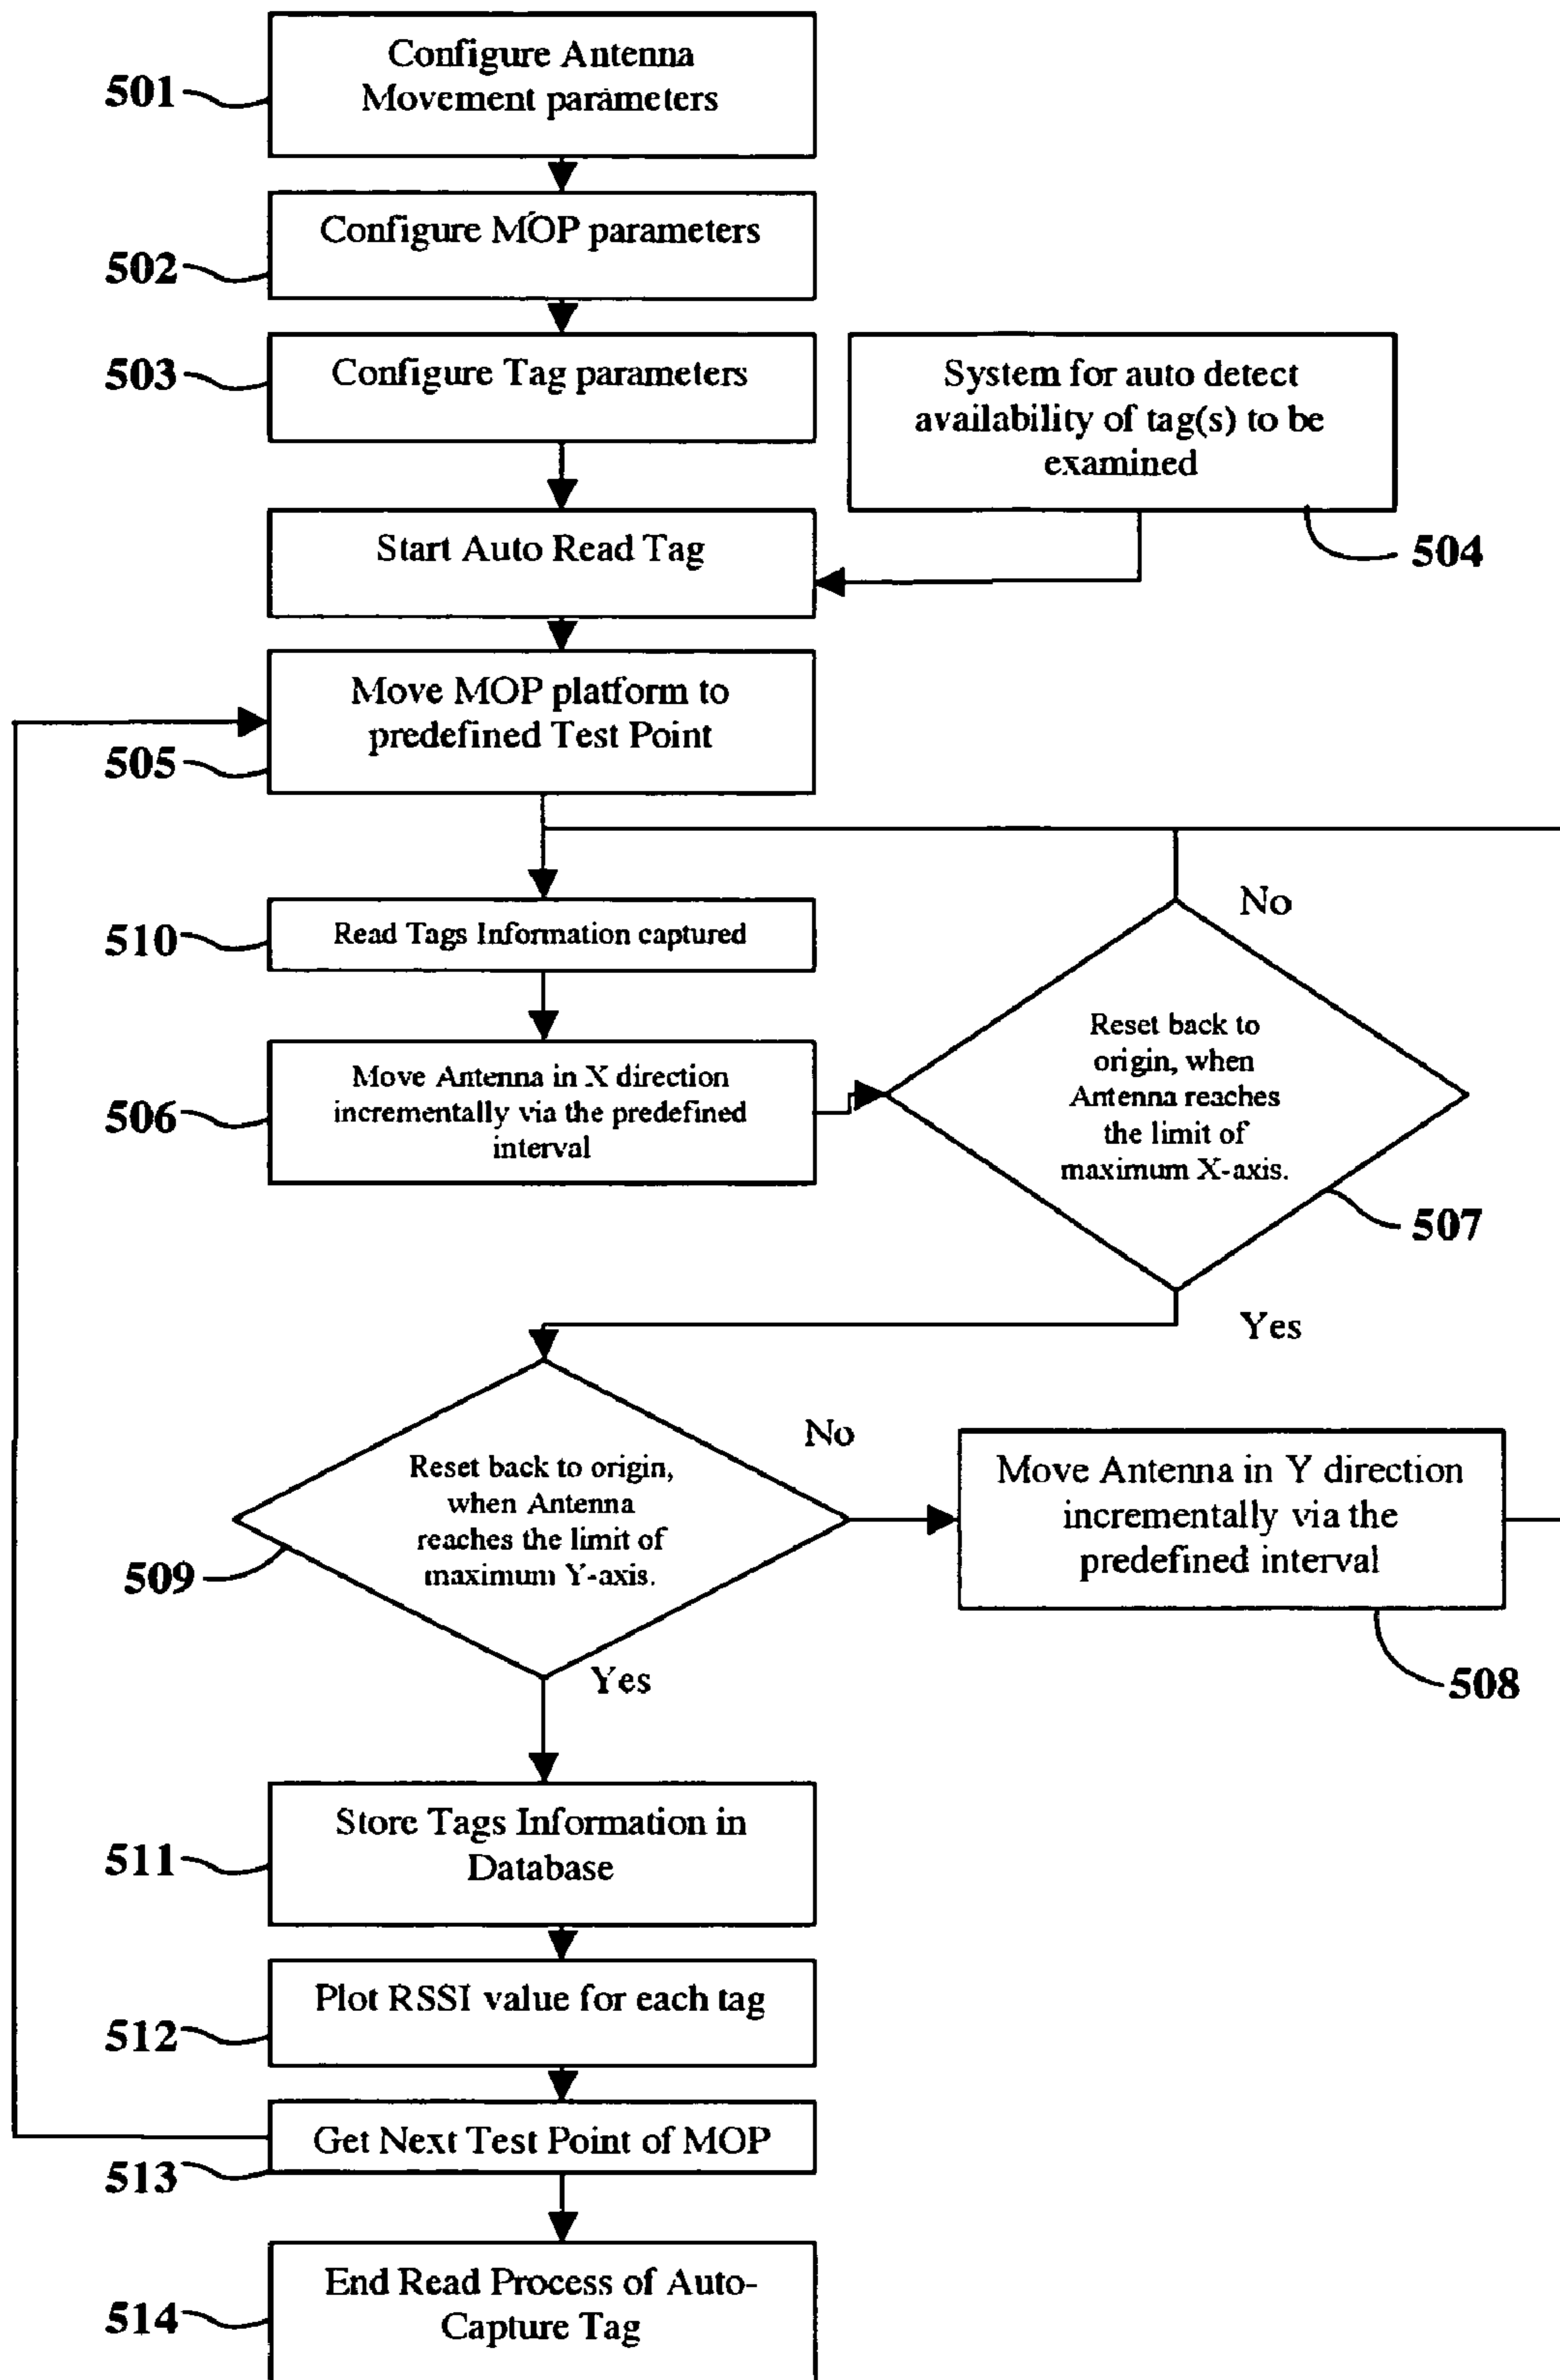 Configure Antenna
Movement parameters
501
Configure MOP parameters
502
Configure Tag parameters
503
System for auto detect
availability of tag(s) to be
examined
504
Start Auto Read Tag
Move MOP platform to
predefined Test Point
505
No
Read Tags Information captured
510
Reset back to
origin, when
Antenna reaches
the limit of
maximum X-axis.
507
Move Antenna in X direction
incrementally via the predefined
interval
506
Yes
No
Reset back to origin,
when Antenna
reaches the limit of
maximum Y-axis.
509
Move Antenna in Y direction
incrementally via the
predefined interval
508
Yes
Store Tags Information in
Database
511
Plot RSSI value for each tag
512
Get Next Test Point of MOP
513
End Read Process of Auto-
Capture Tag
514